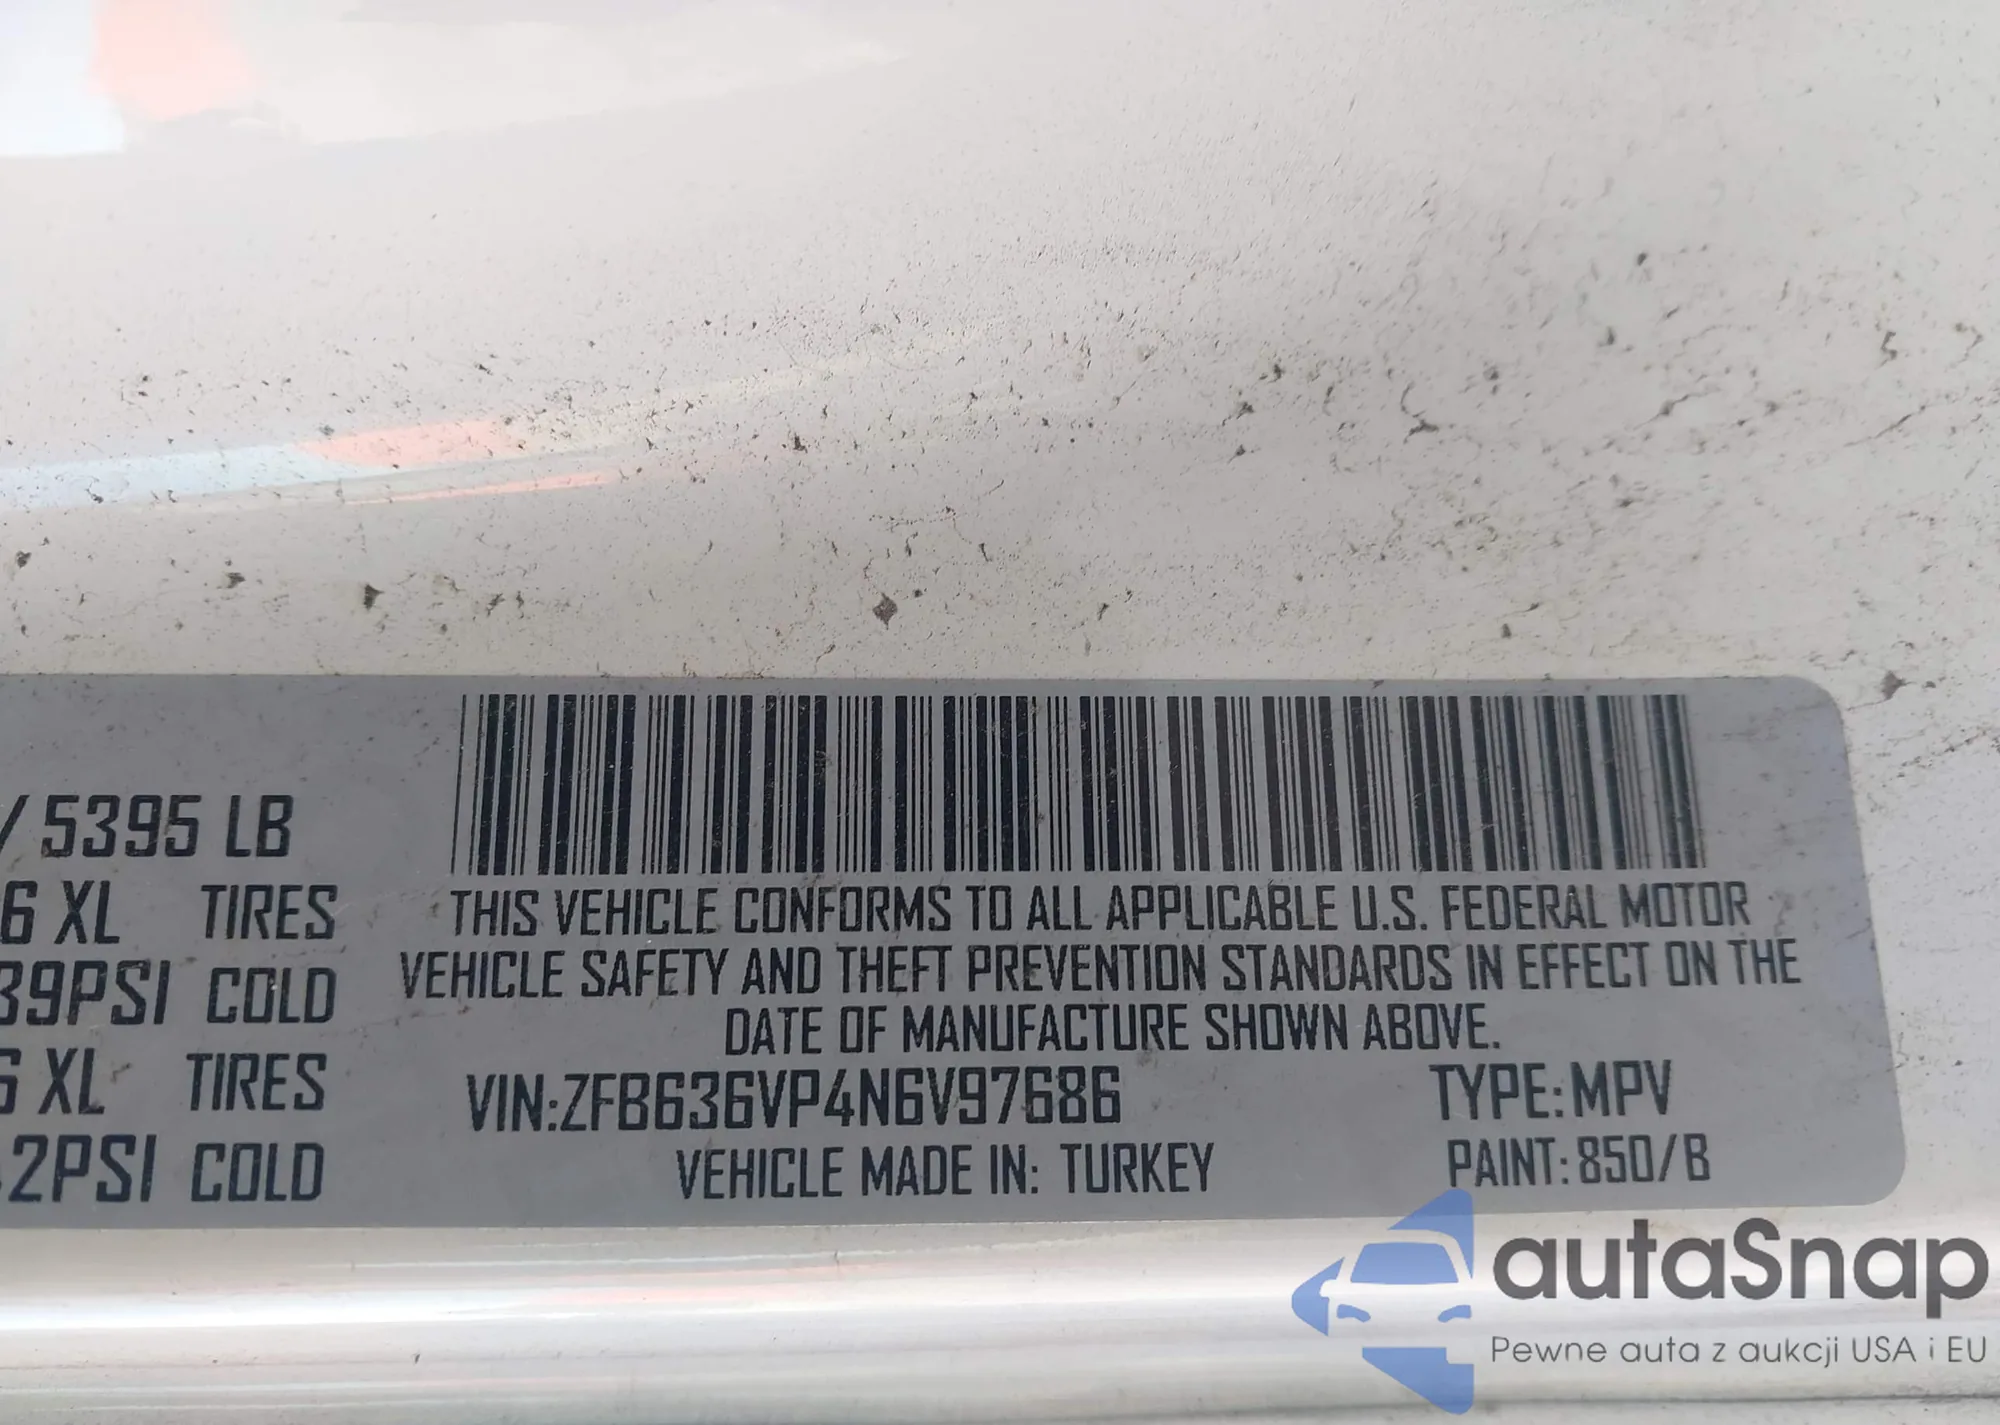 / 5395 LB
6 XL TIRES
39PSI COLD
6 XL TIRES
2PSI COLD
THIS VEHICLE CONFORMS TO ALL APPLICABLE U.S. FEDERAL MOTOR
VEHICLE SAFETY AND THEFT PREVENTION STANDARDS IN EFFECT ON THE
DATE OF MANUFACTURE SHOWN ABOVE.
VIN:ZFB636VP4N6V97686 TYPE:MPV
VEHICLE MADE IN: TURKEY PAINT:850/B
autaSnap
Pewne auta z aukcji USA i EU